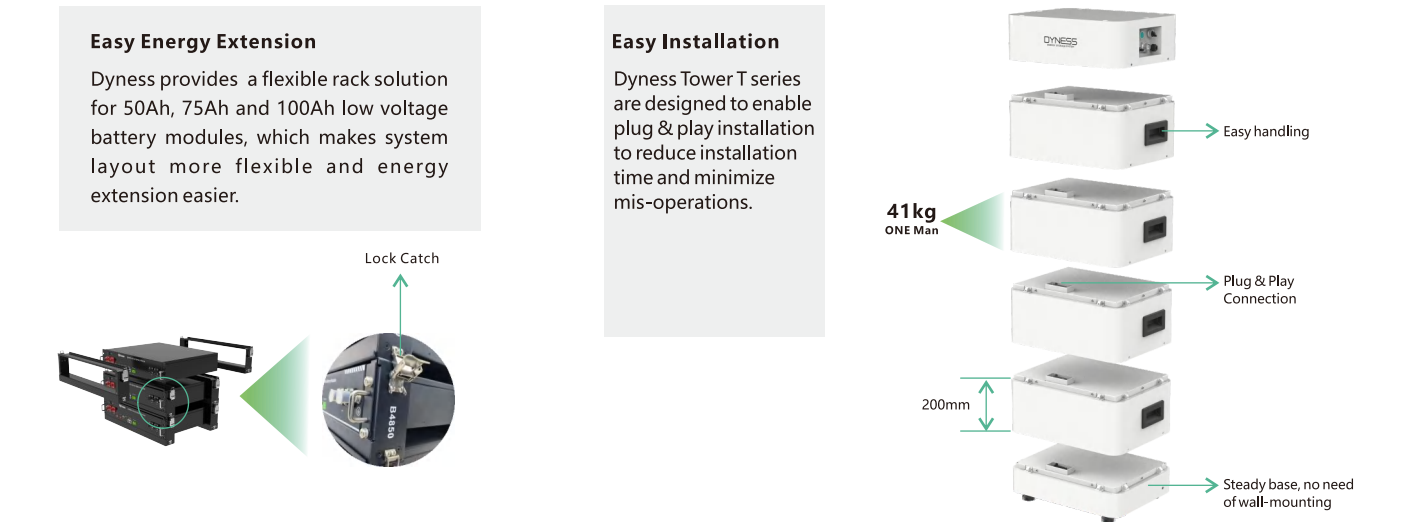 Easy Energy Extension
Dyness provides a flexible rack solution
for 50Ah, 75Ah and 100Ah low voltage
battery modules, which makes system
layout more flexible and energy
extension easier.
Lock Catch
B4850
Easy Installation
Dyness Tower T series
are designed to enable
plug & play installation
to reduce installation
time and minimize
mis-operations.
DYNESS
Easy handling
41kg
ONE Man
Plug & Play
Connection
200mm
Steady base, no need
of wall-mounting